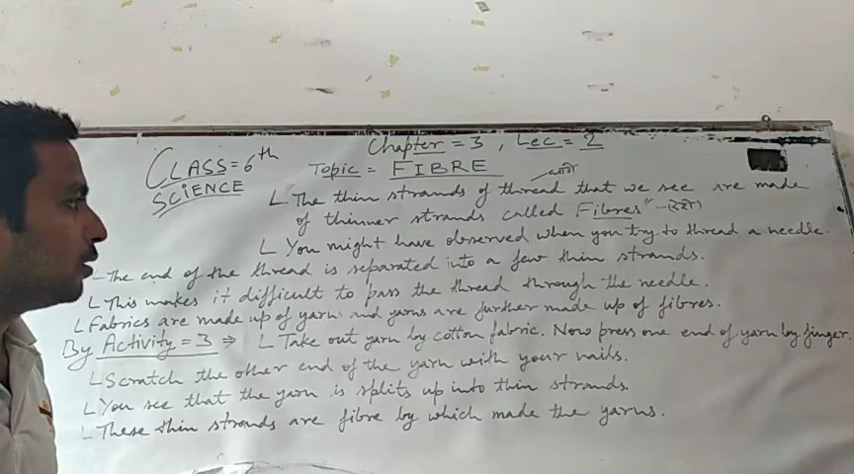 Chapter = 3, Lec = 2
CLASS = 6th
SCIENCE
Topic = FIBRE
धागे
"The thin strands of thread that we see are made
of thinner strands called Fibres" - रेशा
You might have observed when you try to thread a needle.
The end of the thread is separated into a few thin strands.
This makes it difficult to pass the thread through the needle.
Fabrics are made up of yarns and yarns are further made up of fibres.
By Activity = 3 ⇒ Take out yarn by cotton fabric. Now press one end of yarn by finger.
Scratch the other end of the yarn with your nails.
You see that the yarn is splits up into thin strands.
These thin strands are fibre by which made the yarns.